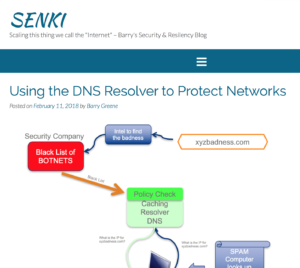 SENKI
Scaling this thing we call the "Internet" – Barry's Security & Resilency Blog
Using the DNS Resolver to Protect Networks
Posted on February 11, 2018 by Barry Greene
Security Company
Intel to find
the badness
xyzbadness.com
Black List of
BOTNETS
Black List
Policy Check
Caching
Resolver
DNS
What is the IP for
xyzbadness.com?
What is the IP for
xyzbadness.com?
SPAM
Computer
looks up